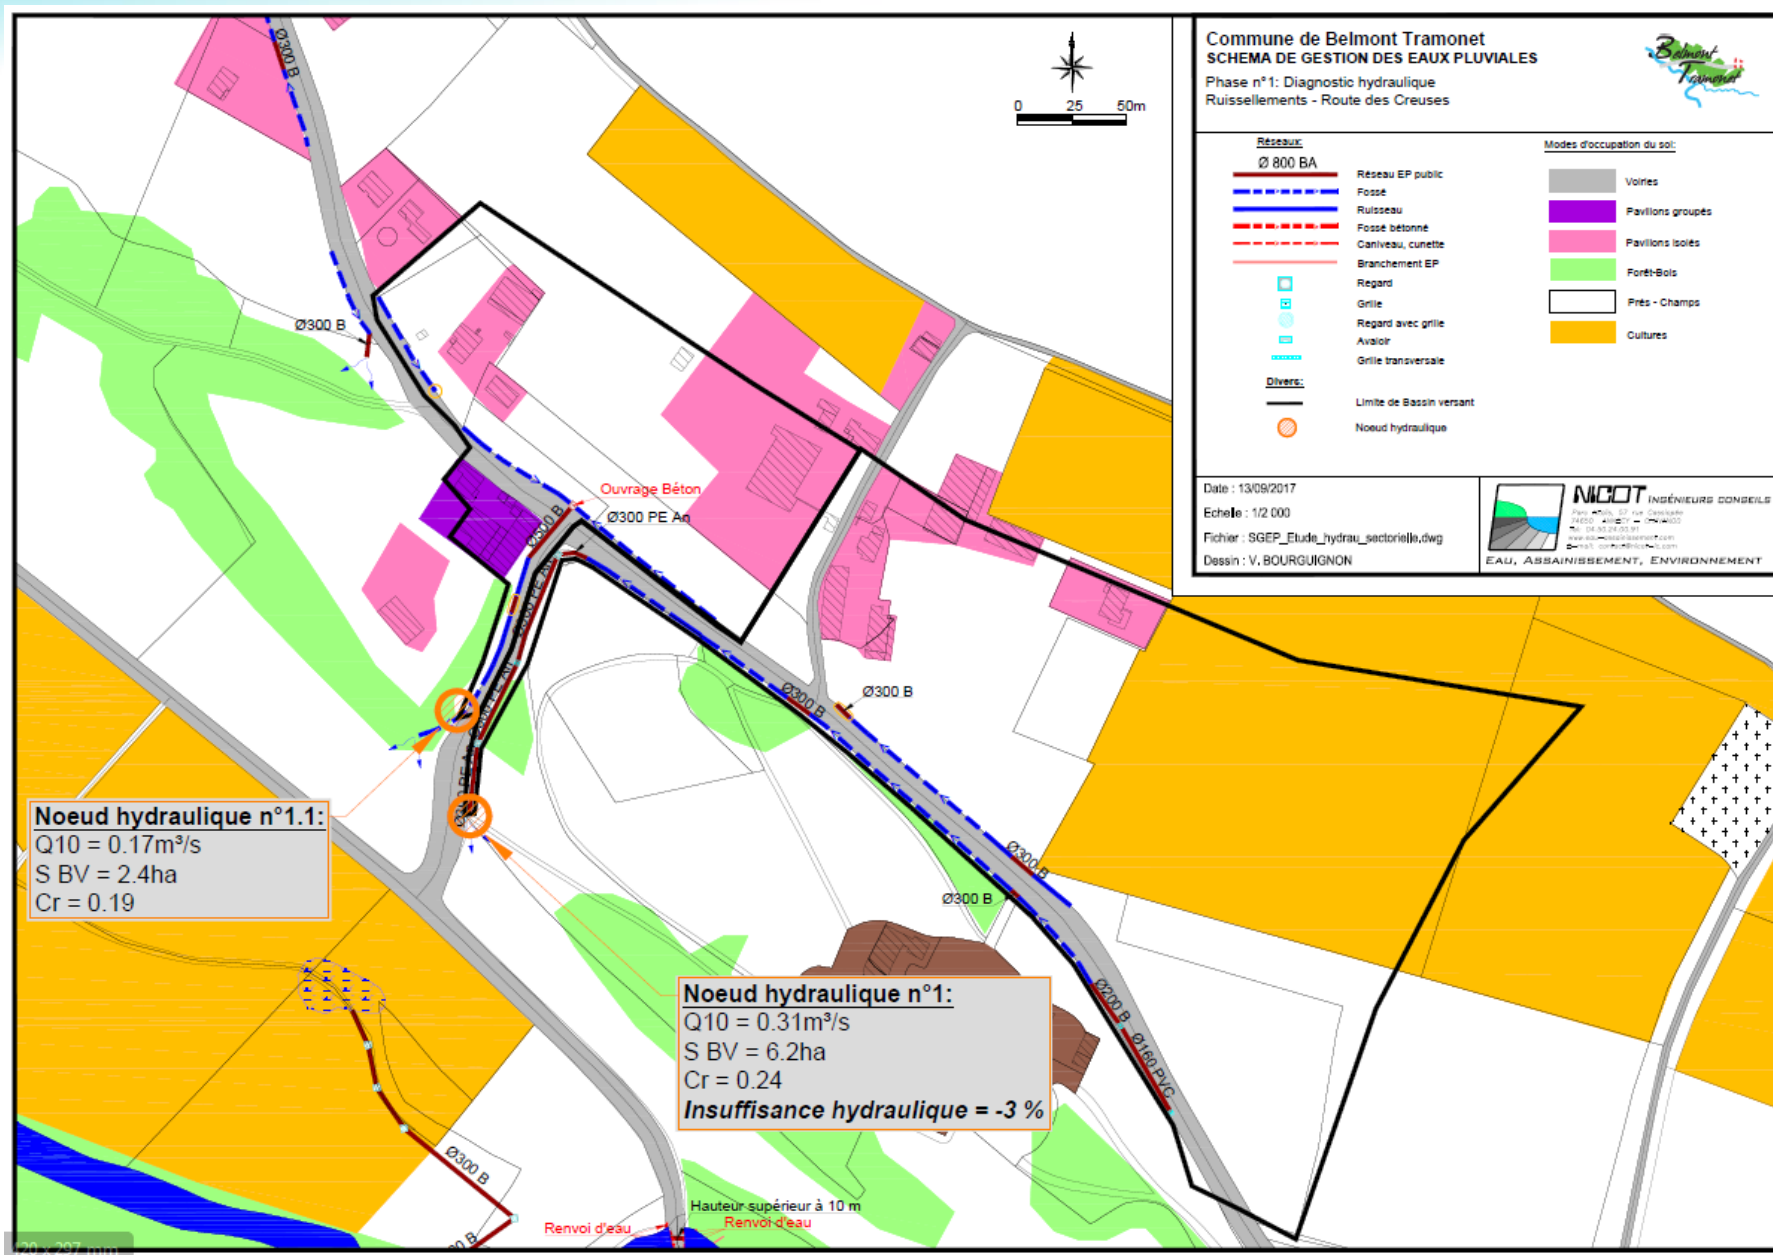 Commune de Belmont Tramonet
SCHEMA DE GESTION DES EAUX PLUVIALES
Phase n°1: Diagnostic hydraulique
Ruissellements - Route des Creuses
Belmont
Tramonet
Réseaux:
Ø 800 BA
Réseau EP public
Fossé
Ruisseau
Fossé bétonné
Caniveau, cunette
Branchement EP
Regard
Grille
Regard avec grille
Avaloir
Grille transversale
Divers:
Limite de Bassin versant
Noeud hydraulique
Modes d'occupation du sol:
Voiries
Pavillons groupés
Pavillons isolés
Forêt-Bois
Prés - Champs
Cultures
Date : 13/09/2017
Echelle : 1/2 000
Fichier : SGEP_Etude_hydrau_sectorielle.dwg
Dessin : V. BOURGUIGNON
NICOT INGÉNIEURS CONSEILS
EAU, ASSAINISSEMENT, ENVIRONNEMENT
0 25 50m
Ø300 B
Ø300 B
Ouvrage Béton
Ø300 PE An
Ø500 B
Ø300 B
Ø300 B
Ø300 B
Ø300 B
Ø200 B
Ø160 PVC
Noeud hydraulique n°1.1:
Q10 = 0.17m³/s
S BV = 2.4ha
Cr = 0.19
Noeud hydraulique n°1:
Q10 = 0.31m³/s
S BV = 6.2ha
Cr = 0.24
Insuffisance hydraulique = -3 %
Ø300 B
Hauteur supérieur à 10 m
Renvoi d'eau
Renvoi d'eau